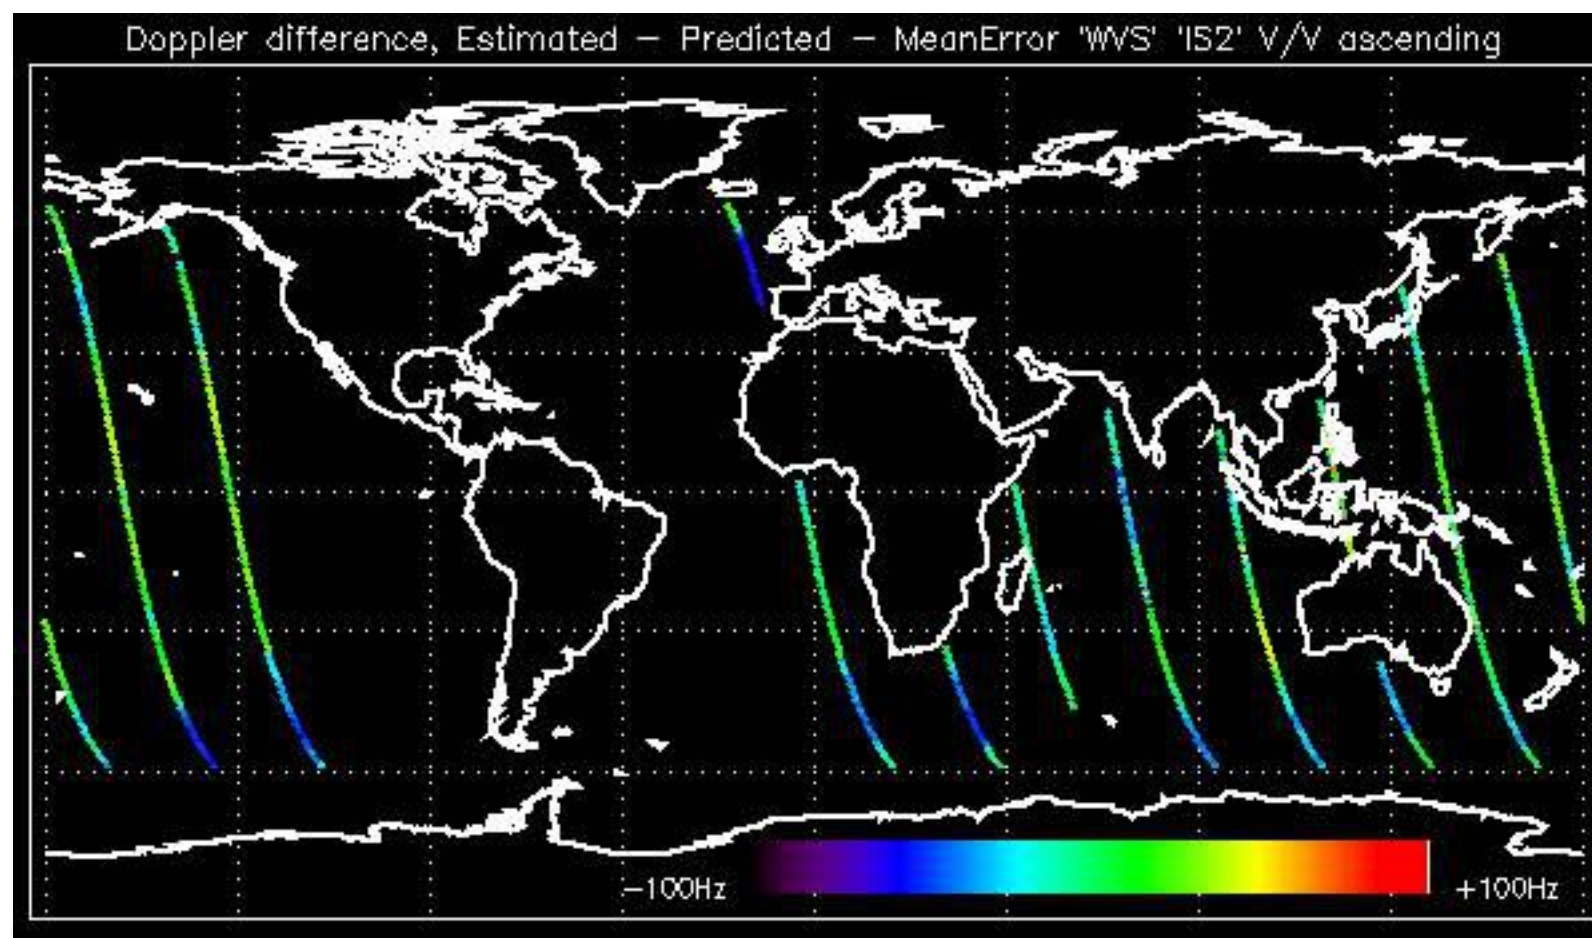 Doppler difference, Estimated – Predicted – MeanError 'WVS' 'IS2' V/V ascending
-100Hz +100Hz